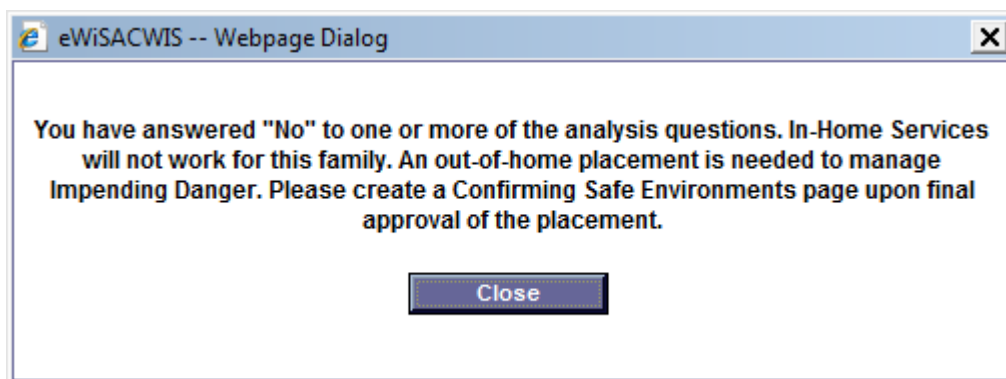 eWiSACWIS -- Webpage Dialog
You have answered "No" to one or more of the analysis questions. In-Home Services
will not work for this family. An out-of-home placement is needed to manage
Impending Danger. Please create a Confirming Safe Environments page upon final
approval of the placement.
Close